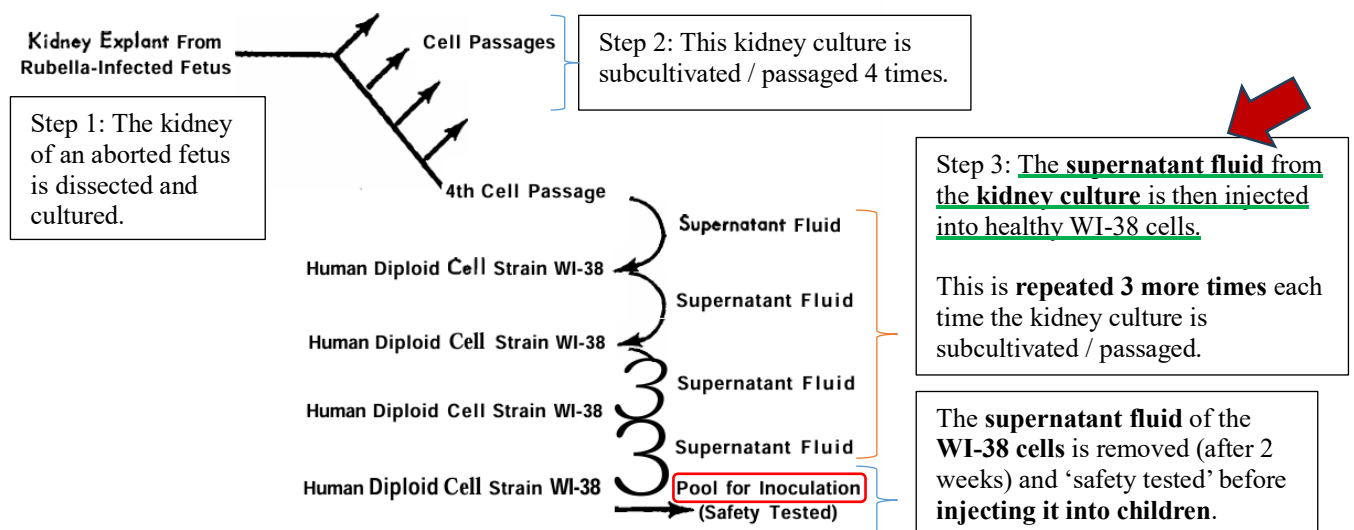 Kidney Explant From
Rubella-Infected Fetus
Cell Passages
Step 2: This kidney culture is
subcultivated / passaged 4 times.
Step 1: The kidney
of an aborted fetus
is dissected and
cultured.
4th Cell Passage
Step 3: The supernatant fluid from
the kidney culture is then injected
into healthy WI-38 cells.
This is repeated 3 more times each
time the kidney culture is
subcultivated / passaged.
Supernatant Fluid
Human Diploid Cell Strain WI-38
Supernatant Fluid
Human Diploid Cell Strain WI-38
Supernatant Fluid
Human Diploid Cell Strain WI-38
Supernatant Fluid
Human Diploid Cell Strain WI-38
Pool for Inoculation
(Safety Tested)
The supernatant fluid of the
WI-38 cells is removed (after 2
weeks) and ‘safety tested’ before
injecting it into children.